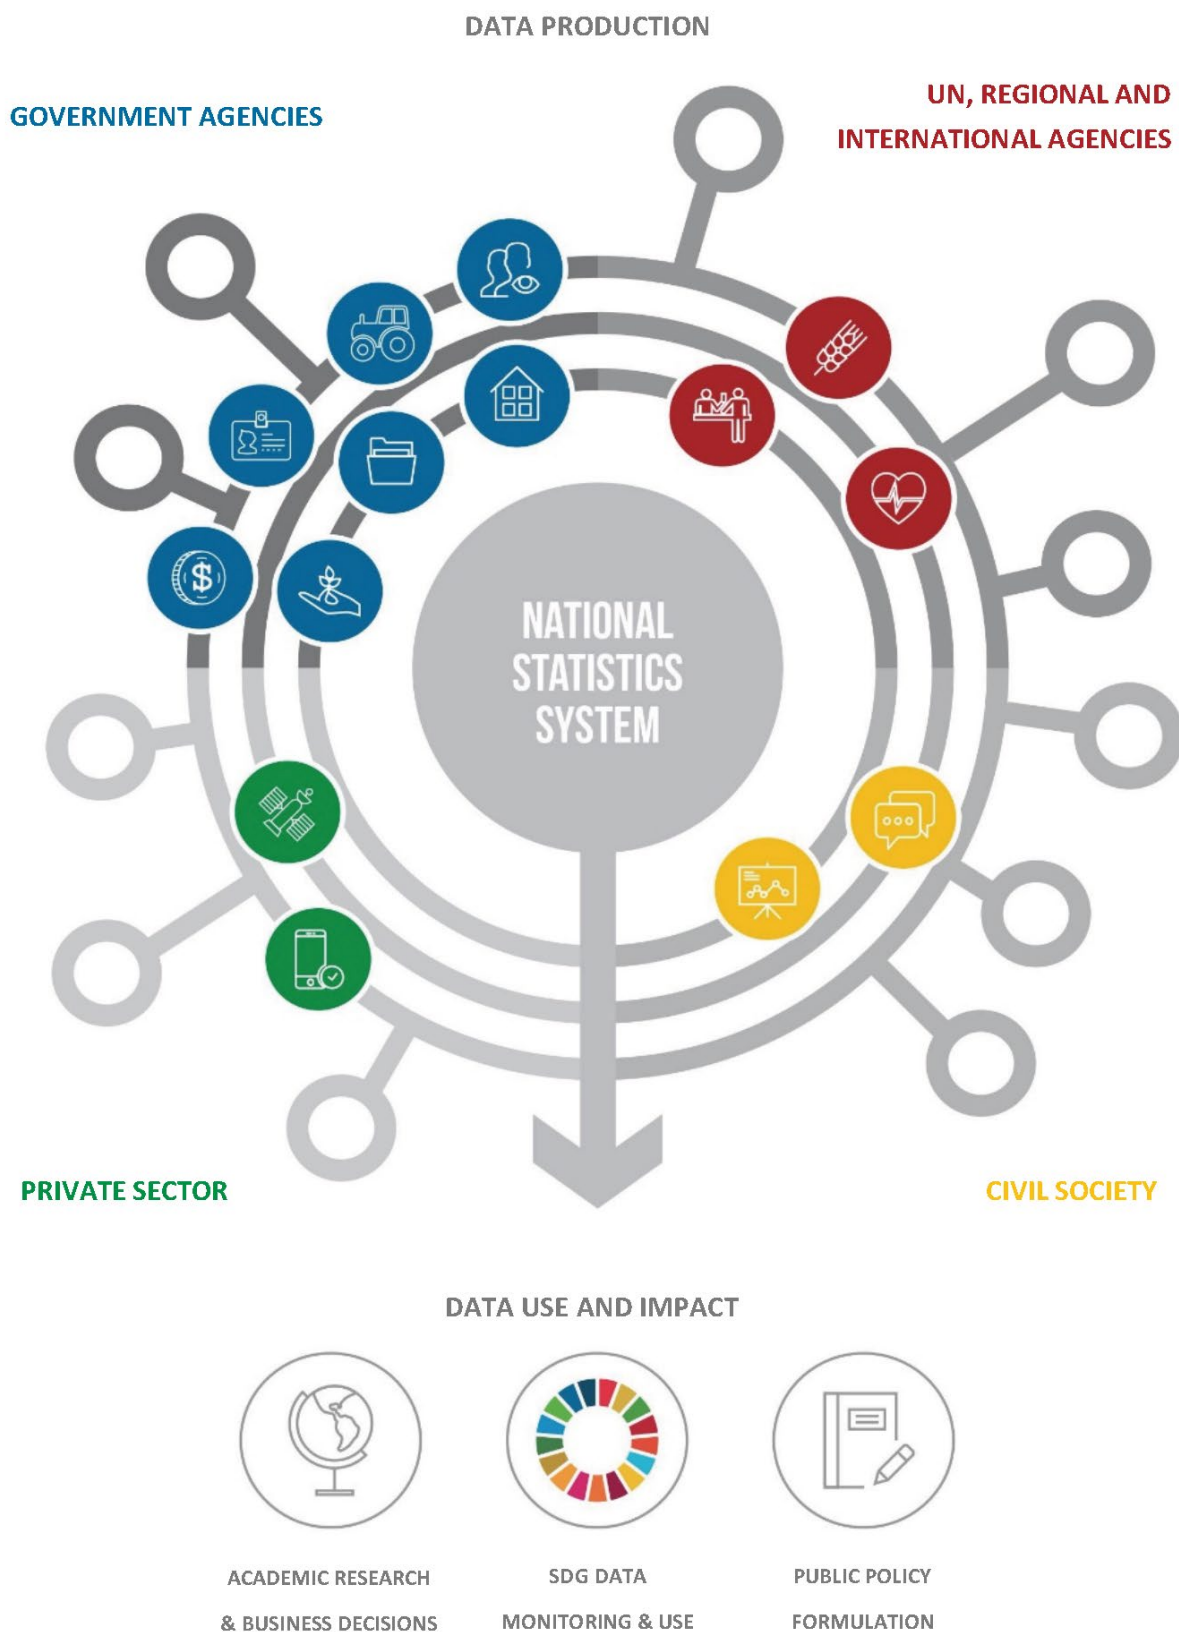 DATA PRODUCTION
GOVERNMENT AGENCIES
UN, REGIONAL AND
INTERNATIONAL AGENCIES
$
NATIONAL
STATISTICS
SYSTEM
PRIVATE SECTOR
CIVIL SOCIETY
DATA USE AND IMPACT
ACADEMIC RESEARCH
& BUSINESS DECISIONS
SDG DATA
MONITORING & USE
PUBLIC POLICY
FORMULATION